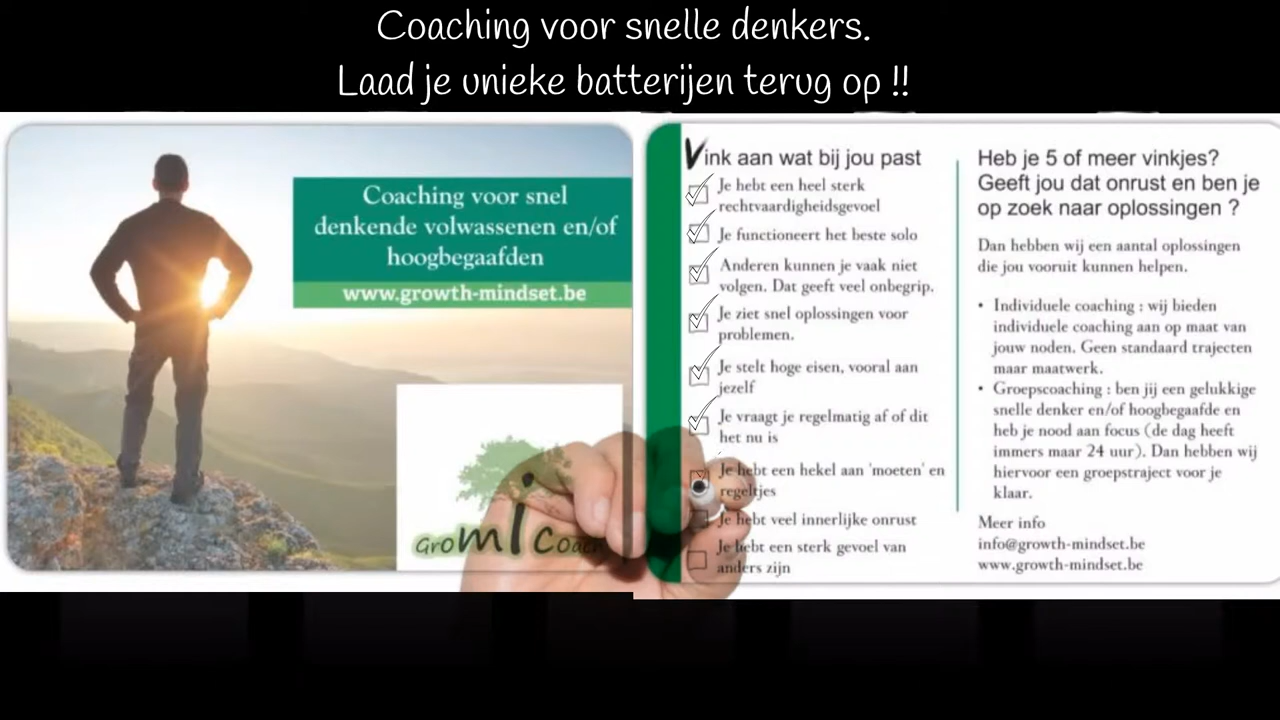 Coaching voor snelle denkers.
Laad je unieke batterijen terug op !!
Coaching voor snel
denkende volwassenen en/of
hoogbegaafden
www.growth-mindset.be
GromiCoach
Vink aan wat bij jou past
Je hebt een heel sterk
rechtvaardigheidsgevoel
Je functioneert het beste solo
Anderen kunnen je vaak niet
volgen. Dat geeft veel onbegrip.
Je ziet snel oplossingen voor
problemen.
Je stelt hoge eisen, vooral aan
jezelf
Je vraagt je regelmatig af of dit
het nu is
Je hebt een hekel aan 'moeten' en
regeltjes
Je hebt veel innerlijke onrust
Je hebt een sterk gevoel van
anders zijn
Heb je 5 of meer vinkjes?
Geeft jou dat onrust en ben je
op zoek naar oplossingen ?
Dan hebben wij een aantal oplossingen
die jou vooruit kunnen helpen.
• Individuele coaching : wij bieden
individuele coaching aan op maat van
jouw noden. Geen standaard trajecten
maar maatwerk.
• Groepscoaching : ben jij een gelukkige
snelle denker en/of hoogbegaafde en
heb je nood aan focus (de dag heeft
immers maar 24 uur). Dan hebben wij
hiervoor een groepstraject voor je
klaar.
Meer info
info@growth-mindset.be
www.growth-mindset.be